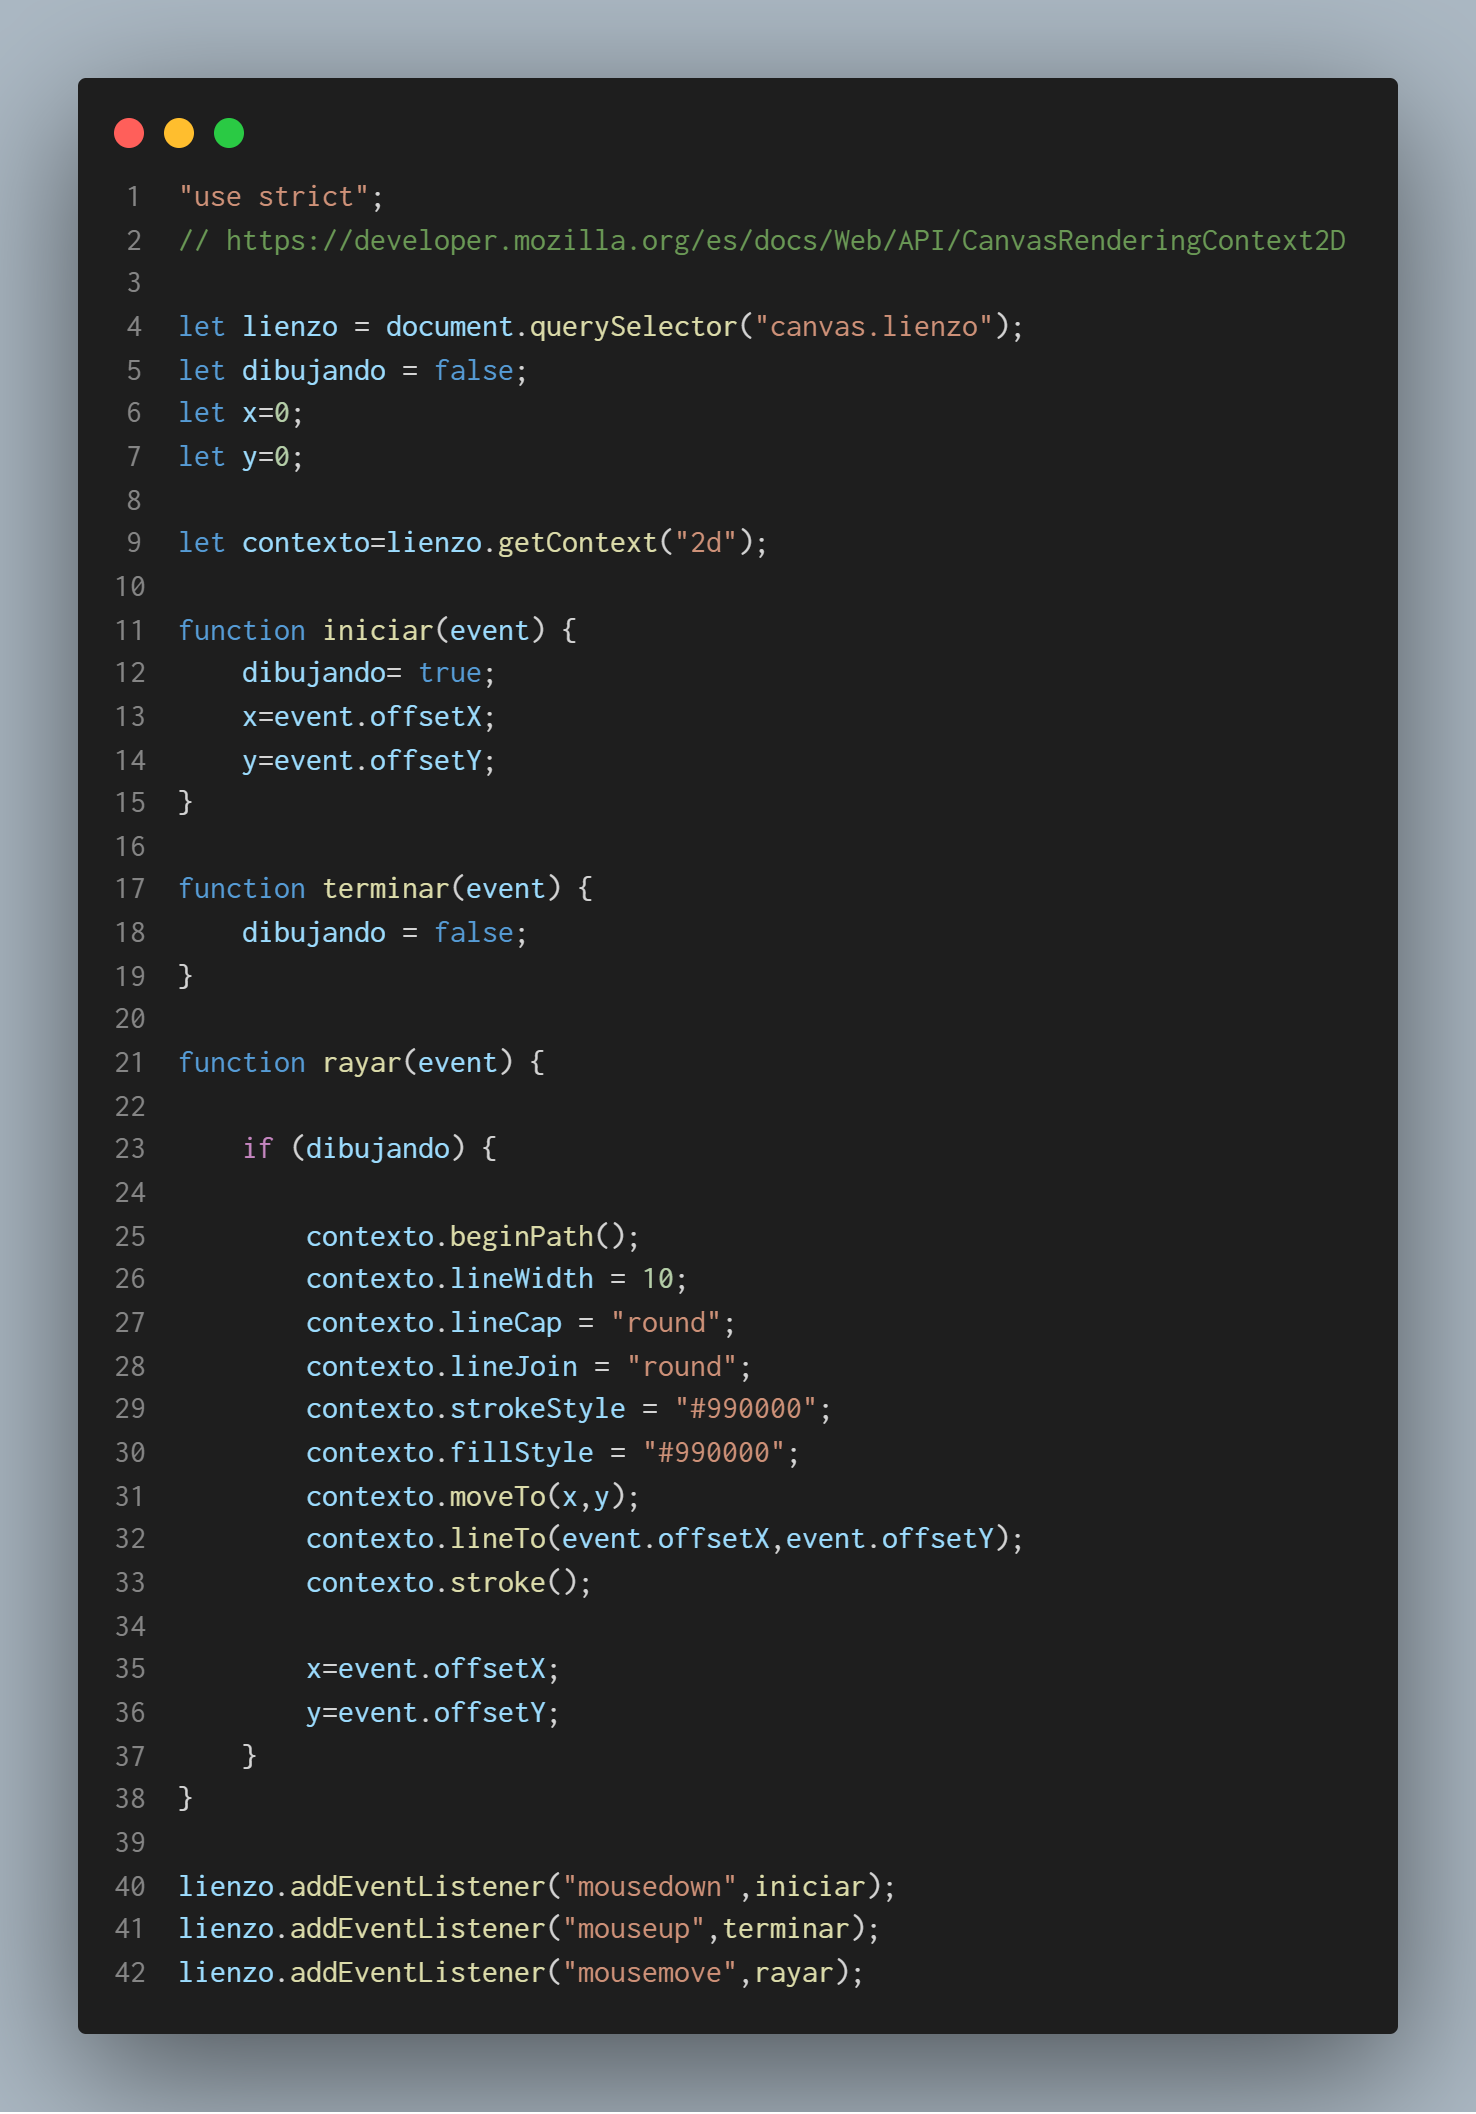 1 "use strict";
2 // https://developer.mozilla.org/es/docs/Web/API/CanvasRenderingContext2D
3
4 let lienzo = document.querySelector("canvas.lienzo");
5 let dibujando = false;
6 let x=0;
7 let y=0;
8
9 let contexto=lienzo.getContext("2d");
10
11 function iniciar(event) {
12     dibujando= true;
13     x=event.offsetX;
14     y=event.offsetY;
15 }
16
17 function terminar(event) {
18     dibujando = false;
19 }
20
21 function rayar(event) {
22
23     if (dibujando) {
24
25         contexto.beginPath();
26         contexto.lineWidth = 10;
27         contexto.lineCap = "round";
28         contexto.lineJoin = "round";
29         contexto.strokeStyle = "#990000";
30         contexto.fillStyle = "#990000";
31         contexto.moveTo(x,y);
32         contexto.lineTo(event.offsetX,event.offsetY);
33         contexto.stroke();
34
35         x=event.offsetX;
36         y=event.offsetY;
37     }
38 }
39
40 lienzo.addEventListener("mousedown",iniciar);
41 lienzo.addEventListener("mouseup",terminar);
42 lienzo.addEventListener("mousemove",rayar);